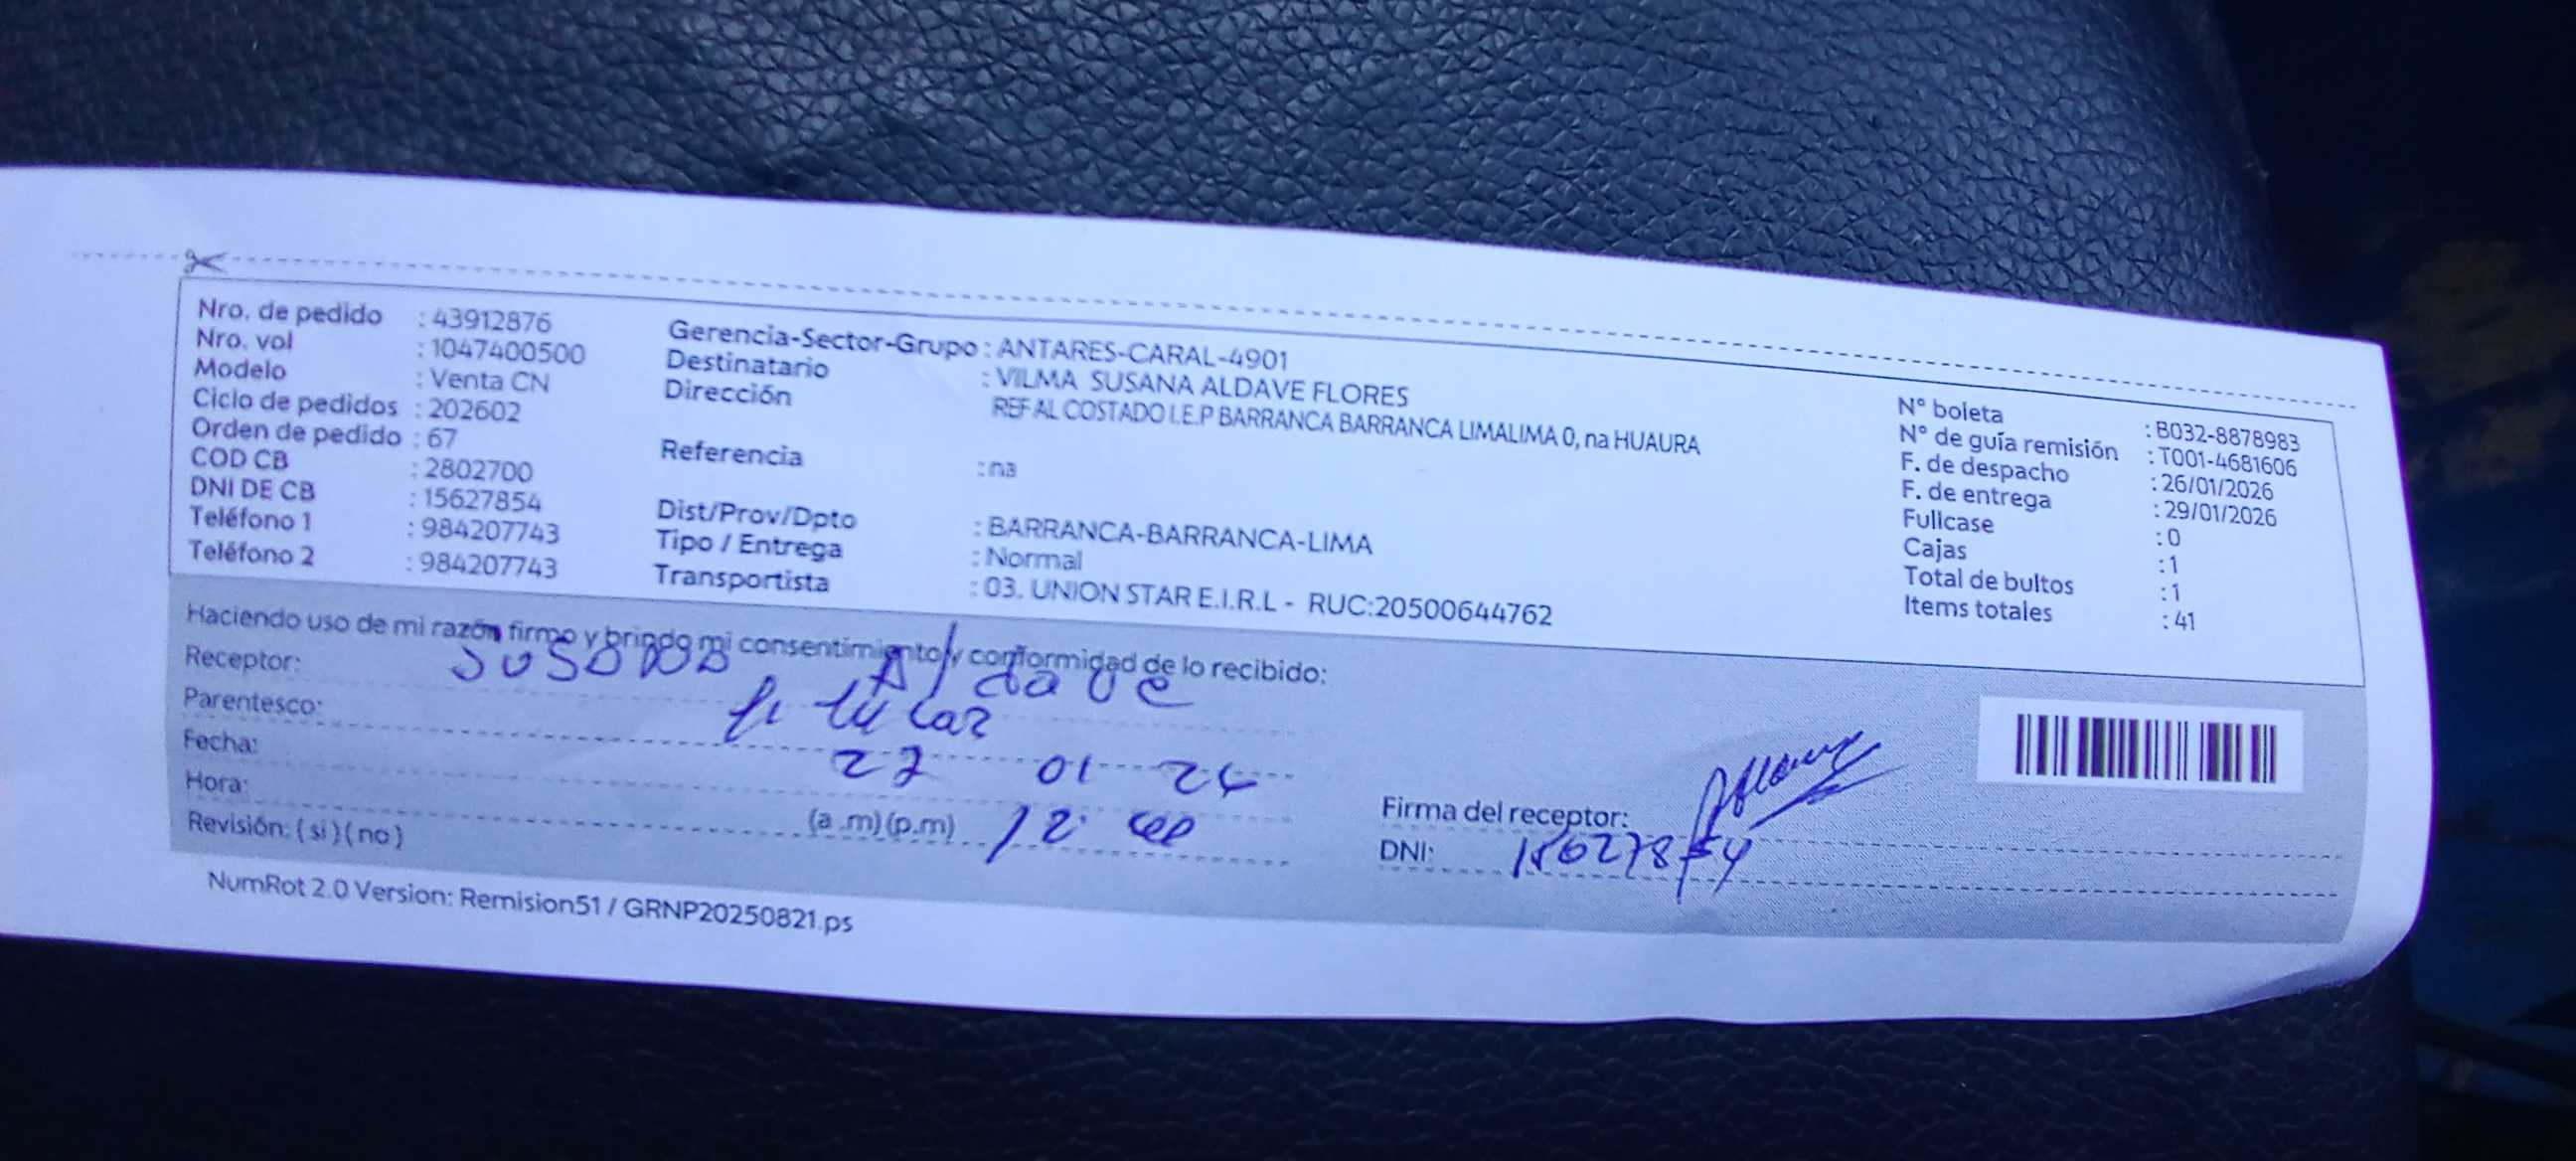 Nro. de pedido : 43912876
Nro. vol : 1047400500
Modelo : Venta CN
Ciclo de pedidos : 202602
Orden de pedido : 67
COD CB : 2802700
DNI DE CB : 15627854
Teléfono 1 : 984207743
Teléfono 2 : 984207743
Gerencia-Sector-Grupo : ANTARES-CARAL-4901
Destinatario : VILMA SUSANA ALDAVE FLORES
Dirección REF AL COSTADO I.E.P BARRANCA BARRANCA LIMALIMA 0, na HUAURA
Referencia : na
Dist/Prov/Dpto : BARRANCA-BARRANCA-LIMA
Tipo / Entrega : Normal
Transportista : 03. UNION STAR E.I.R.L - RUC:20500644762
N° boleta : B032-8878983
N° de guía remisión : T001-4681606
F. de despacho : 26/01/2026
F. de entrega : 29/01/2026
Fullcase : 0
Cajas : 1
Total de bultos : 1
Items totales : 41
Haciendo uso de mi razón firmo y brindo mi consentimiento y conformidad de lo recibido:
Receptor: SUSANA Aldave
Parentesco: titular
Fecha: 27 01 26
Hora: (a.m)(p.m) 12
Revisión: (si)(no)
Firma del receptor:
DNI: 15627854
NumRot 2.0 Version: Remision51 / GRNP20250821.ps